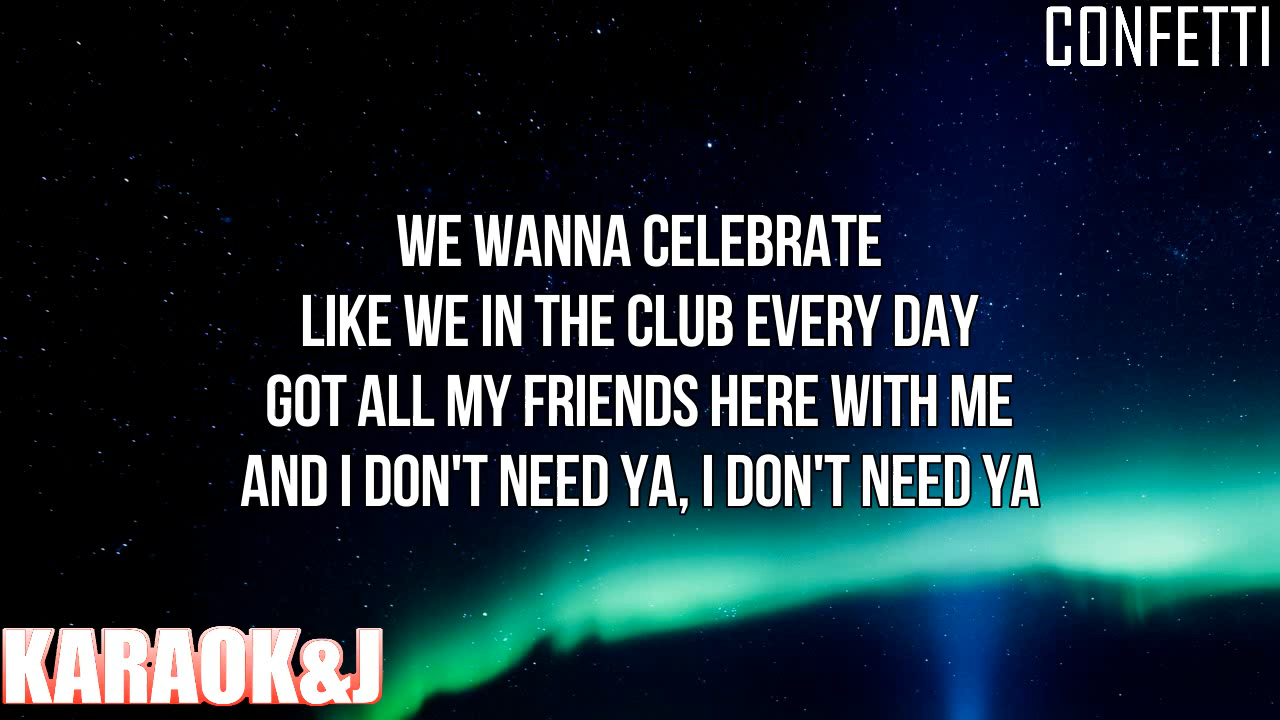 CONFETTI
WE WANNA CELEBRATE
LIKE WE IN THE CLUB EVERY DAY
GOT ALL MY FRIENDS HERE WITH ME
AND I DON'T NEED YA, I DON'T NEED YA
KARAOK&J